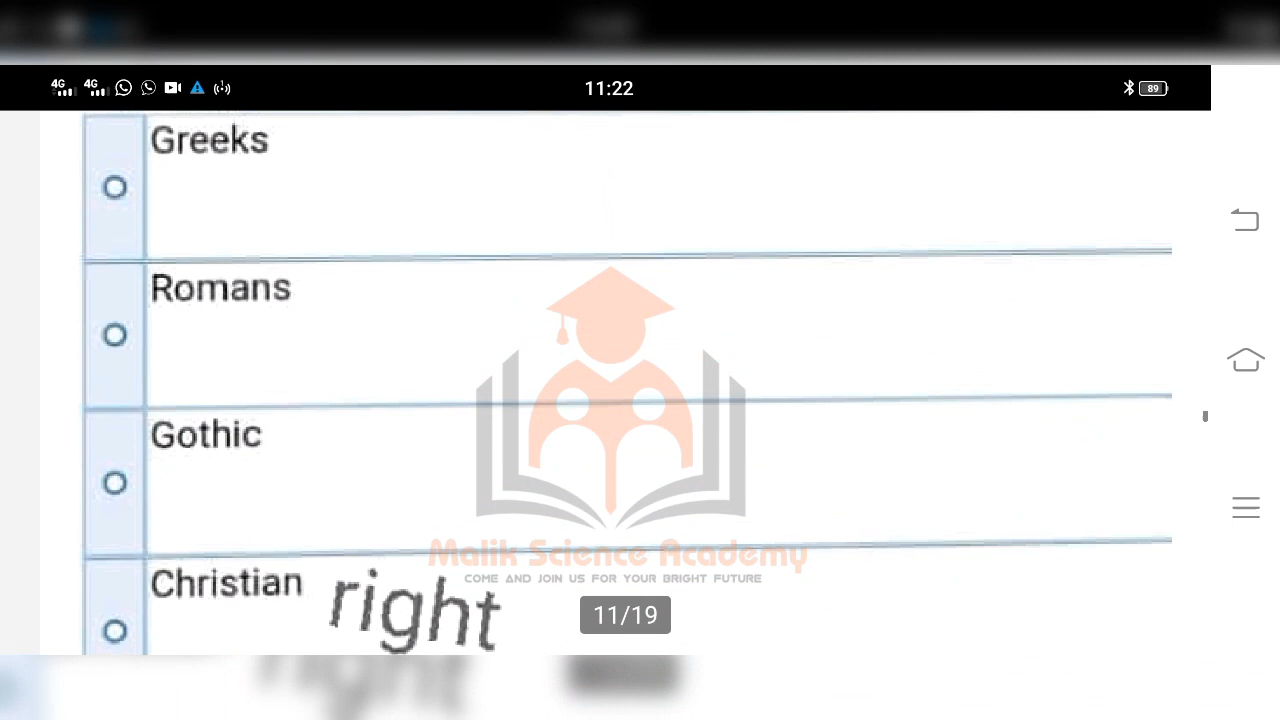 4G 4G 11:22 89
Greeks
Romans
Gothic
Malik Science Academy
COME AND JOIN US FOR YOUR BRIGHT FUTURE
Christian right
11/19